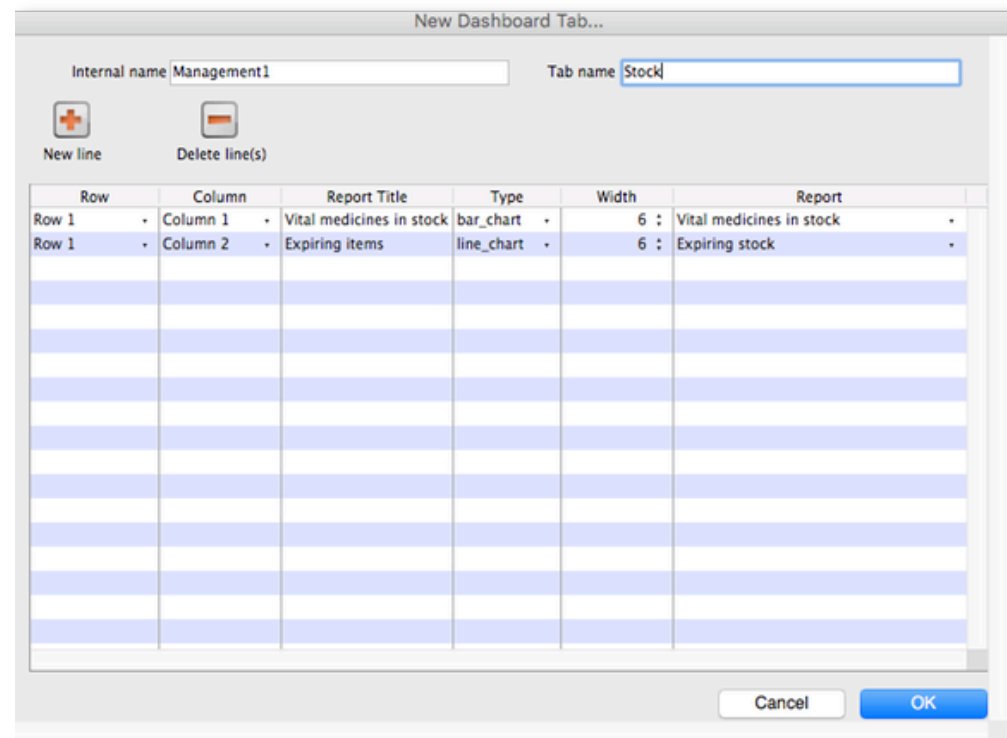 New Dashboard Tab...
Internal name Management1 Tab name Stock
New line Delete line(s)
Row Column Report Title Type Width Report
Row 1 Column 1 Vital medicines in stock bar_chart 6 Vital medicines in stock
Row 1 Column 2 Expiring items line_chart 6 Expiring stock
Cancel OK